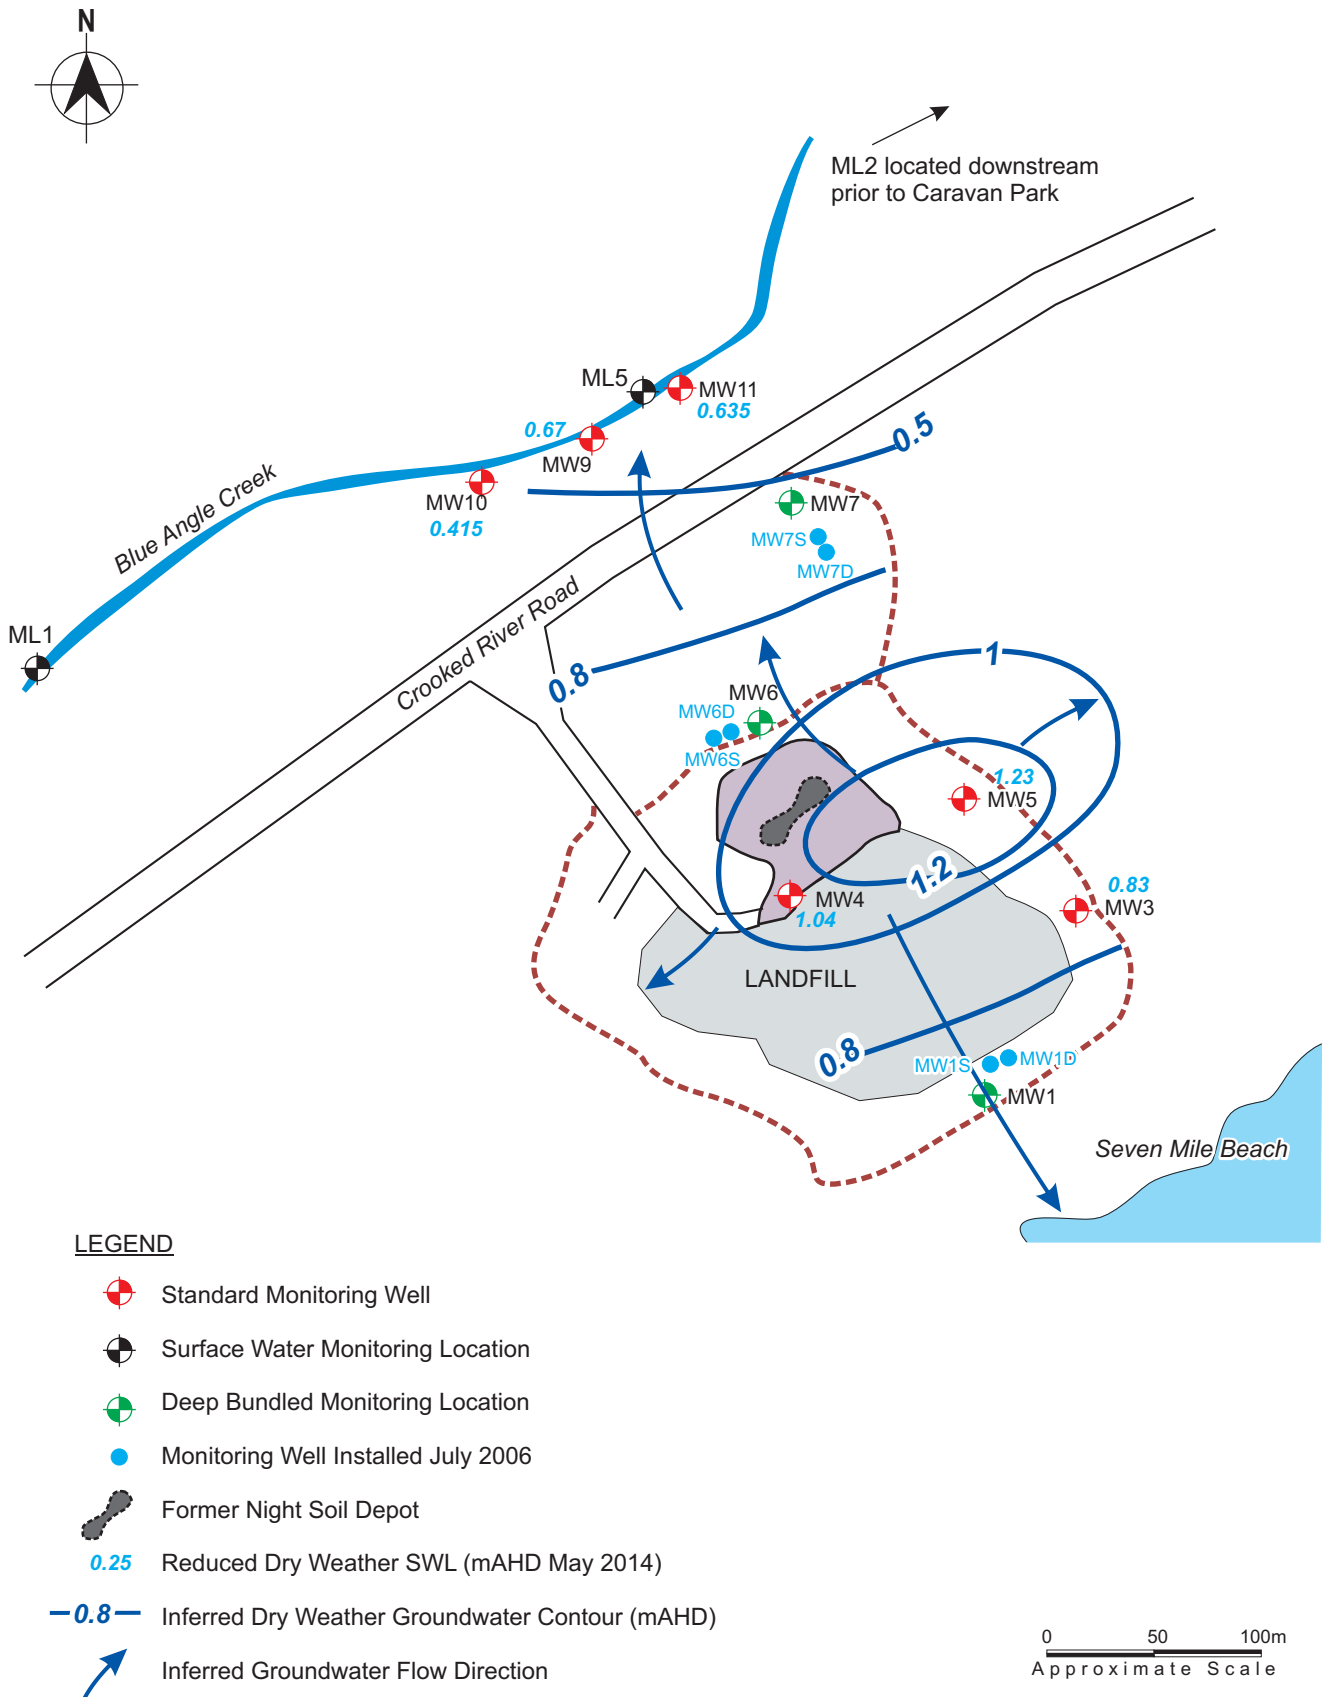 N
ML2 located downstream
prior to Caravan Park
ML5
MW11
0.635
0.67
MW9
0.5
MW10
0.415
MW7
MW7S
MW7D
Blue Angle Creek
Crooked River Road
ML1
1
0.8
MW6
MW6D
MW6S
1.23
MW5
1.2
0.83
MW3
MW4
1.04
LANDFILL
0.8
MW1S
MW1D
MW1
Seven Mile Beach
LEGEND
Standard Monitoring Well
Surface Water Monitoring Location
Deep Bundled Monitoring Location
Monitoring Well Installed July 2006
Former Night Soil Depot
0.25 Reduced Dry Weather SWL (mAHD May 2014)
0.8 Inferred Dry Weather Groundwater Contour (mAHD)
Inferred Groundwater Flow Direction
0 50 100m
Approximate Scale